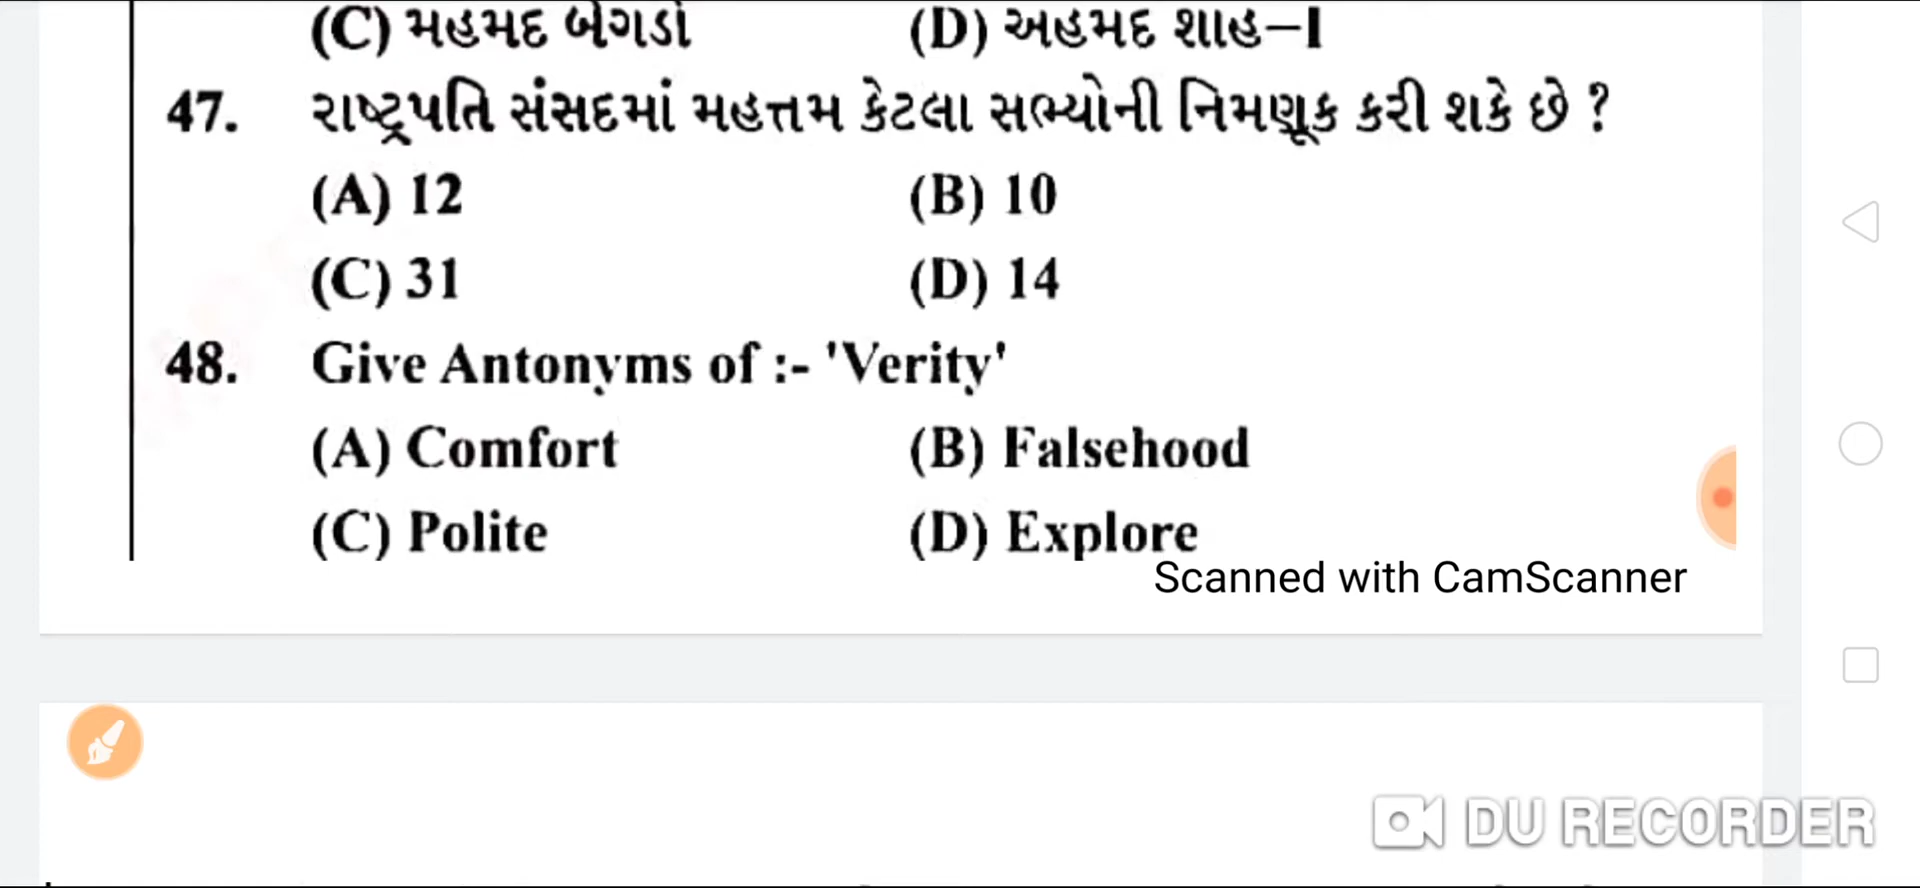 (C) મહમદ બેગડો (D) અહમદ શાહ–I
47. રાષ્ટ્રપતિ સંસદમાં મહત્તમ કેટલા સભ્યોની નિમણૂક કરી શકે છે ?
(A) 12 (B) 10
(C) 31 (D) 14
48. Give Antonyms of :- 'Verity'
(A) Comfort (B) Falsehood
(C) Polite (D) Explore
Scanned with CamScanner
DU RECORDER